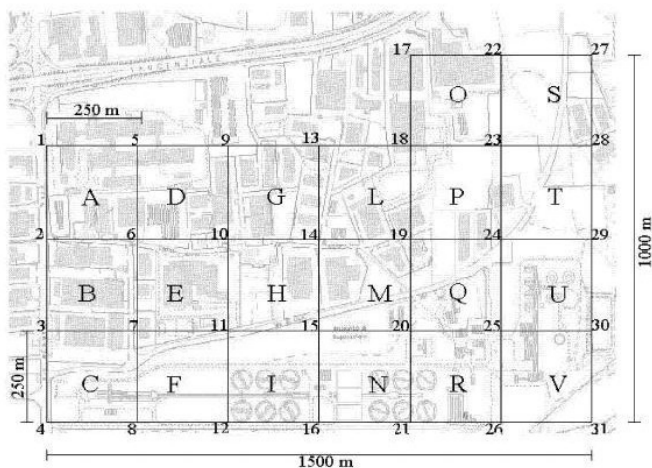 17 22 27
TANGENZIALE
O S
250 m
1 5 9 13 18 23 28
A D G L P T
2 6 10 14 19 24 29
1000 m
B E H M Q U
3 7 11 15 20 25 30
250 m
C F I N R V
4 8 12 16 21 26 31
1500 m